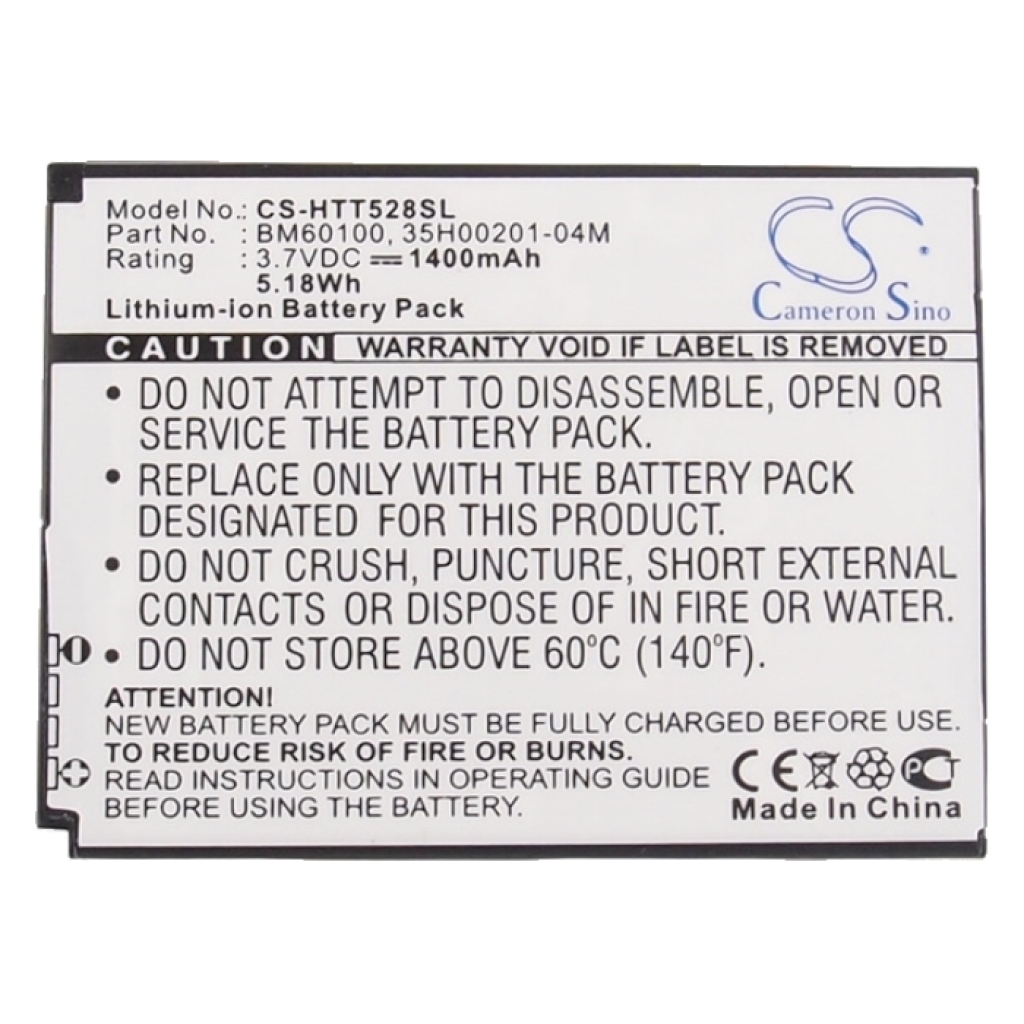 Model No.: CS-HTT528SL
Part No. : BM60100, 35H00201-04M
Rating : 3.7VDC ⎓ 1400mAh
5.18Wh
Lithium-ion Battery Pack
CS
Cameron Sino
CAUTION WARRANTY VOID IF LABEL IS REMOVED
• DO NOT ATTEMPT TO DISASSEMBLE, OPEN OR
SERVICE THE BATTERY PACK.
• REPLACE ONLY WITH THE BATTERY PACK
DESIGNATED FOR THIS PRODUCT.
• DO NOT CRUSH, PUNCTURE, SHORT EXTERNAL
CONTACTS OR DISPOSE OF IN FIRE OR WATER.
• DO NOT STORE ABOVE 60°C (140°F).
ATTENTION!
NEW BATTERY PACK MUST BE FULLY CHARGED BEFORE USE.
TO REDUCE RISK OF FIRE OR BURNS.
READ INSTRUCTIONS IN OPERATING GUIDE
BEFORE USING THE BATTERY.
CE PCT
Made In China